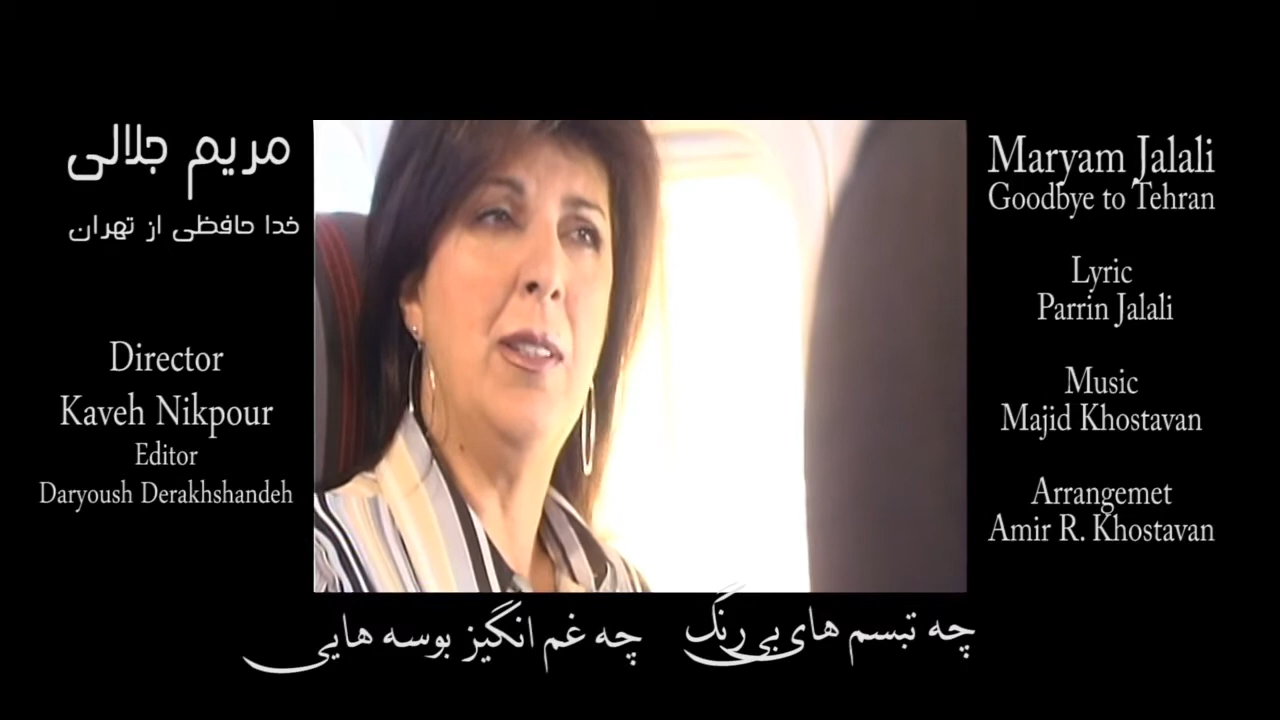 مریم جلالی
خدا حافظی از تهران
Director
Kaveh Nikpour
Editor
Daryoush Derakhshandeh
Maryam Jalali
Goodbye to Tehran
Lyric
Parrin Jalali
Music
Majid Khostavan
Arrangemet
Amir R. Khostavan
چه تبسم های بی رنگ چه غم انگیز بوسه هایی